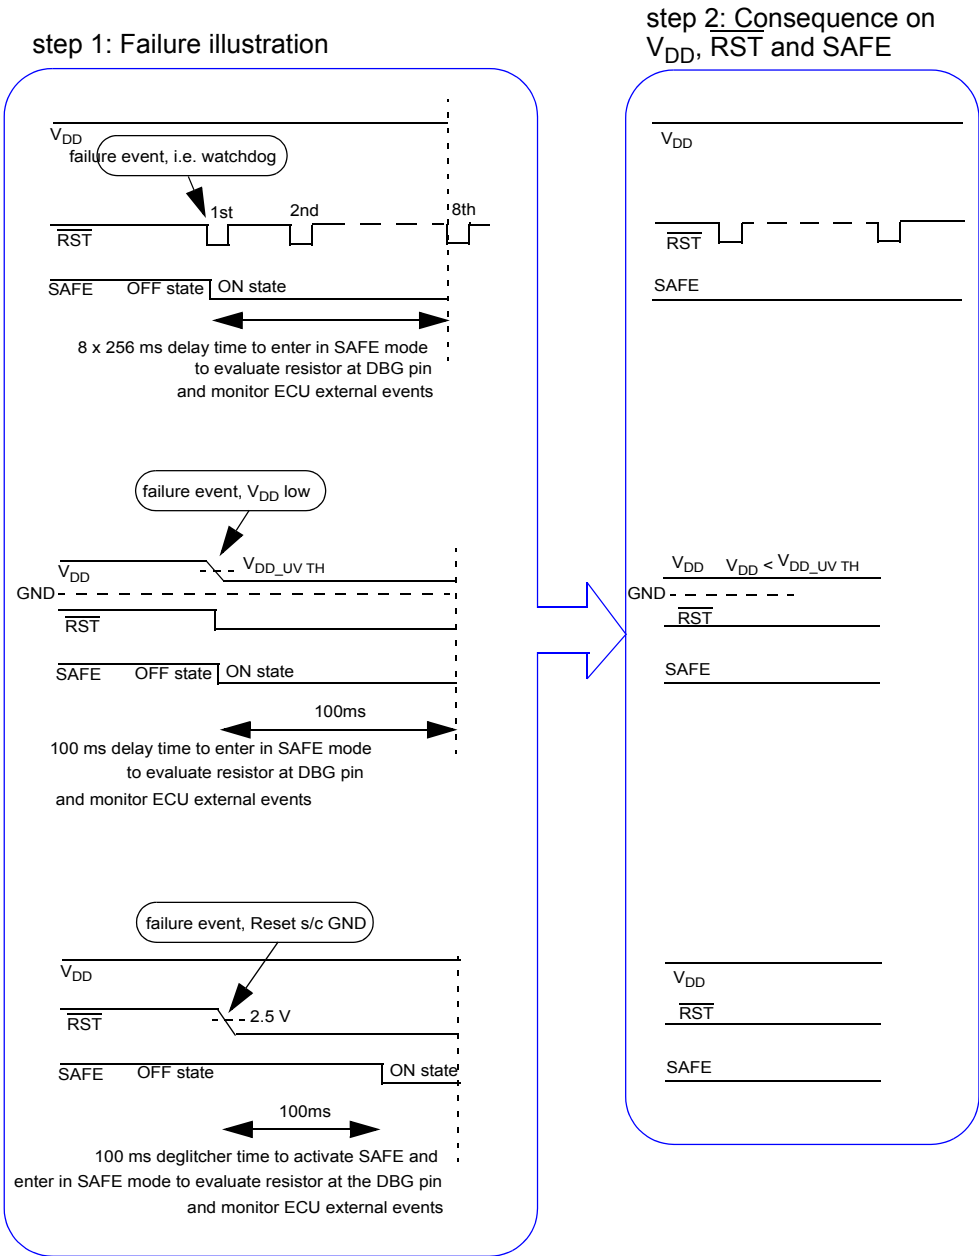 step 1: Failure illustration
VDD
failure event, i.e. watchdog
1st
2nd
8th
RST
SAFE
OFF state
ON state
8 x 256 ms delay time to enter in SAFE mode
to evaluate resistor at DBG pin
and monitor ECU external events
failure event, VDD low
VDD
VDD_UV TH
GND
RST
SAFE
OFF state
ON state
100ms
100 ms delay time to enter in SAFE mode
to evaluate resistor at DBG pin
and monitor ECU external events
failure event, Reset s/c GND
VDD
RST
2.5 V
SAFE
OFF state
ON state
100ms
100 ms deglitcher time to activate SAFE and
enter in SAFE mode to evaluate resistor at the DBG pin
and monitor ECU external events
step 2: Consequence on
VDD, RST and SAFE
VDD
RST
SAFE
VDD
VDD < VDD_UV TH
GND
RST
SAFE
VDD
RST
SAFE